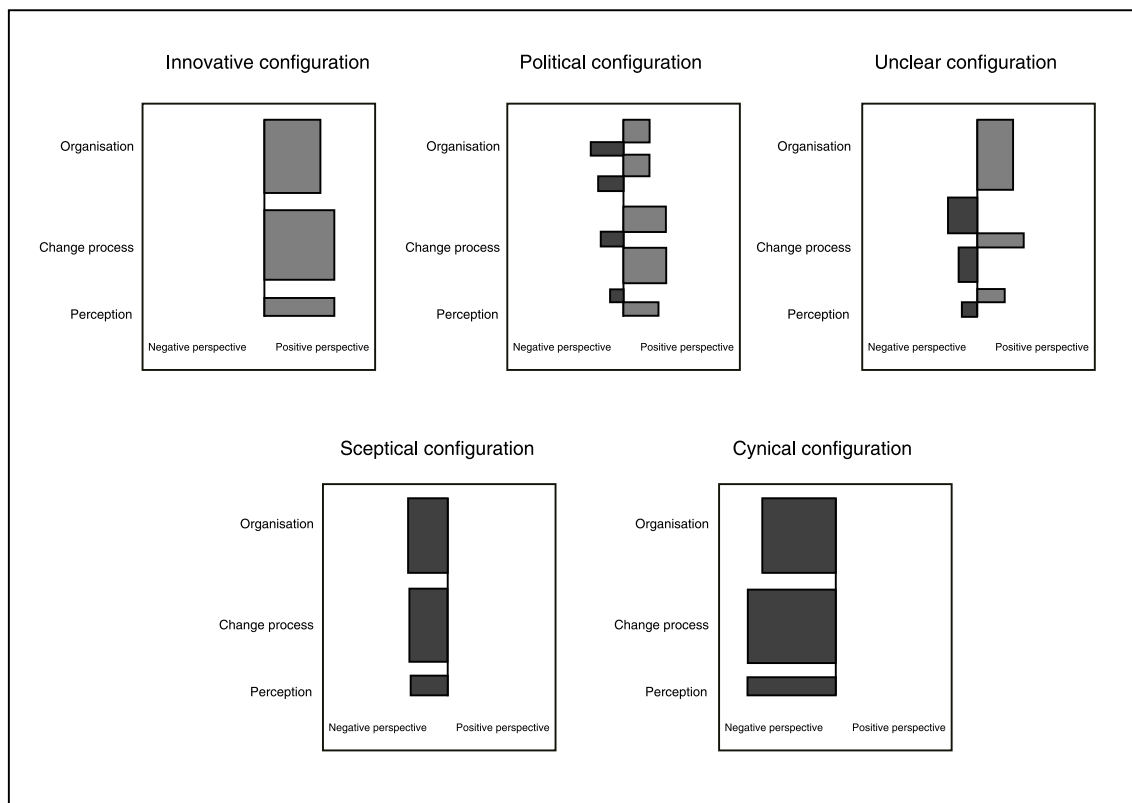 Innovative configuration
Organisation
Change process
Perception
Negative perspective Positive perspective
Political configuration
Organisation
Change process
Perception
Negative perspective Positive perspective
Unclear configuration
Organisation
Change process
Perception
Negative perspective Positive perspective
Sceptical configuration
Organisation
Change process
Perception
Negative perspective Positive perspective
Cynical configuration
Organisation
Change process
Perception
Negative perspective Positive perspective